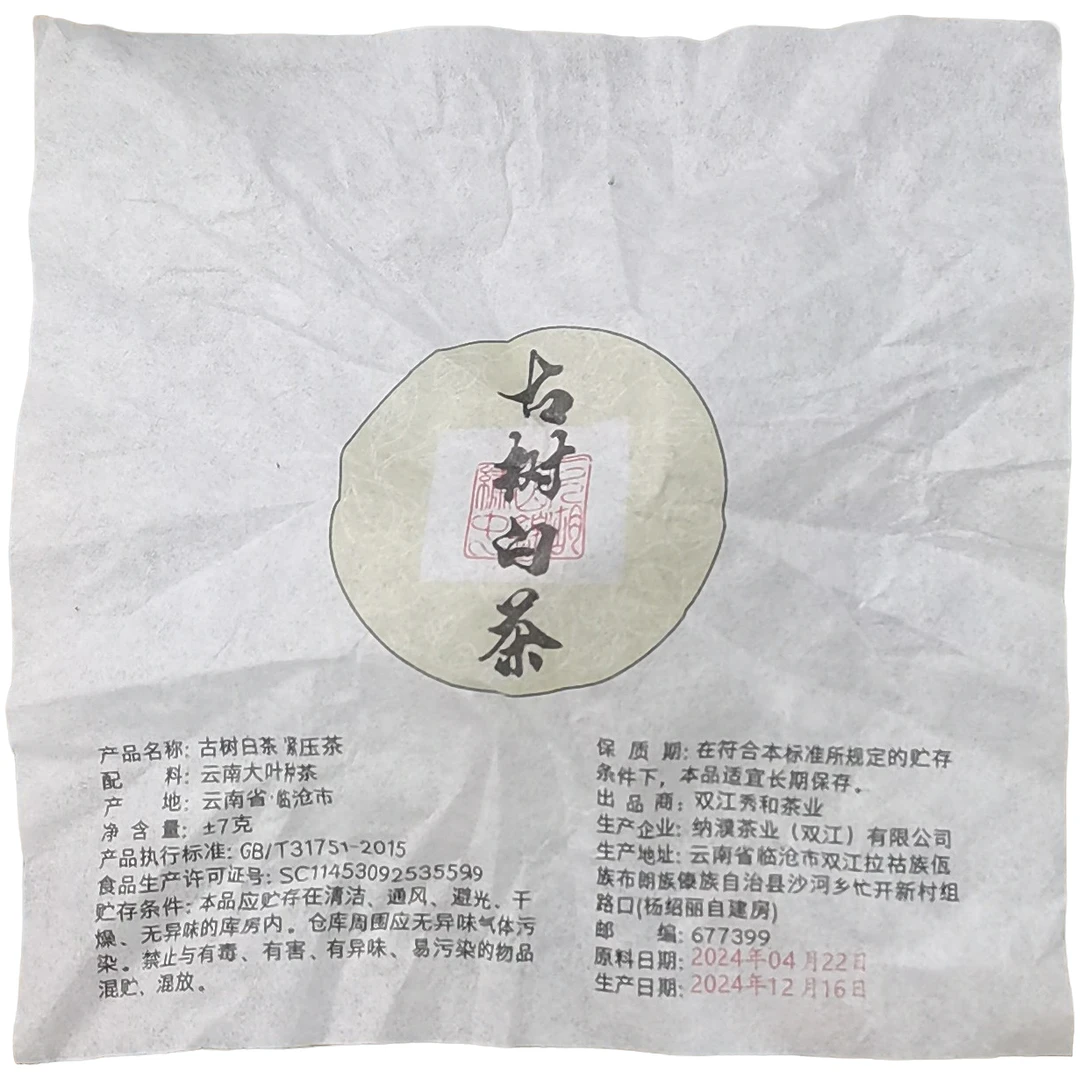 古树白茶
产品名称：古树白茶 紧压茶
配 料：云南大叶种茶
产 地：云南省·临沧市
净 含 量：±7克
产品执行标准：GB/T31751-2015
食品生产许可证号：SC11453092535599
贮存条件：本品应贮存在清洁、通风、避光、干
燥、无异味的库房内。仓库周围应无异味气体污
染。禁止与有毒、有害、有异味、易污染的物品
混贮、混放。
保 质 期：在符合本标准所规定的贮存
条件下，本品适宜长期保存。
出 品 商：双江秀和茶业
生产企业：纳濮茶业（双江）有限公司
生产地址：云南省临沧市双江拉祜族佤
族布朗族傣族自治县沙河乡忙开新村组
路口(杨绍丽自建房)
邮 编：677399
原料日期：2024年04月22日
生产日期：2024年12月16日